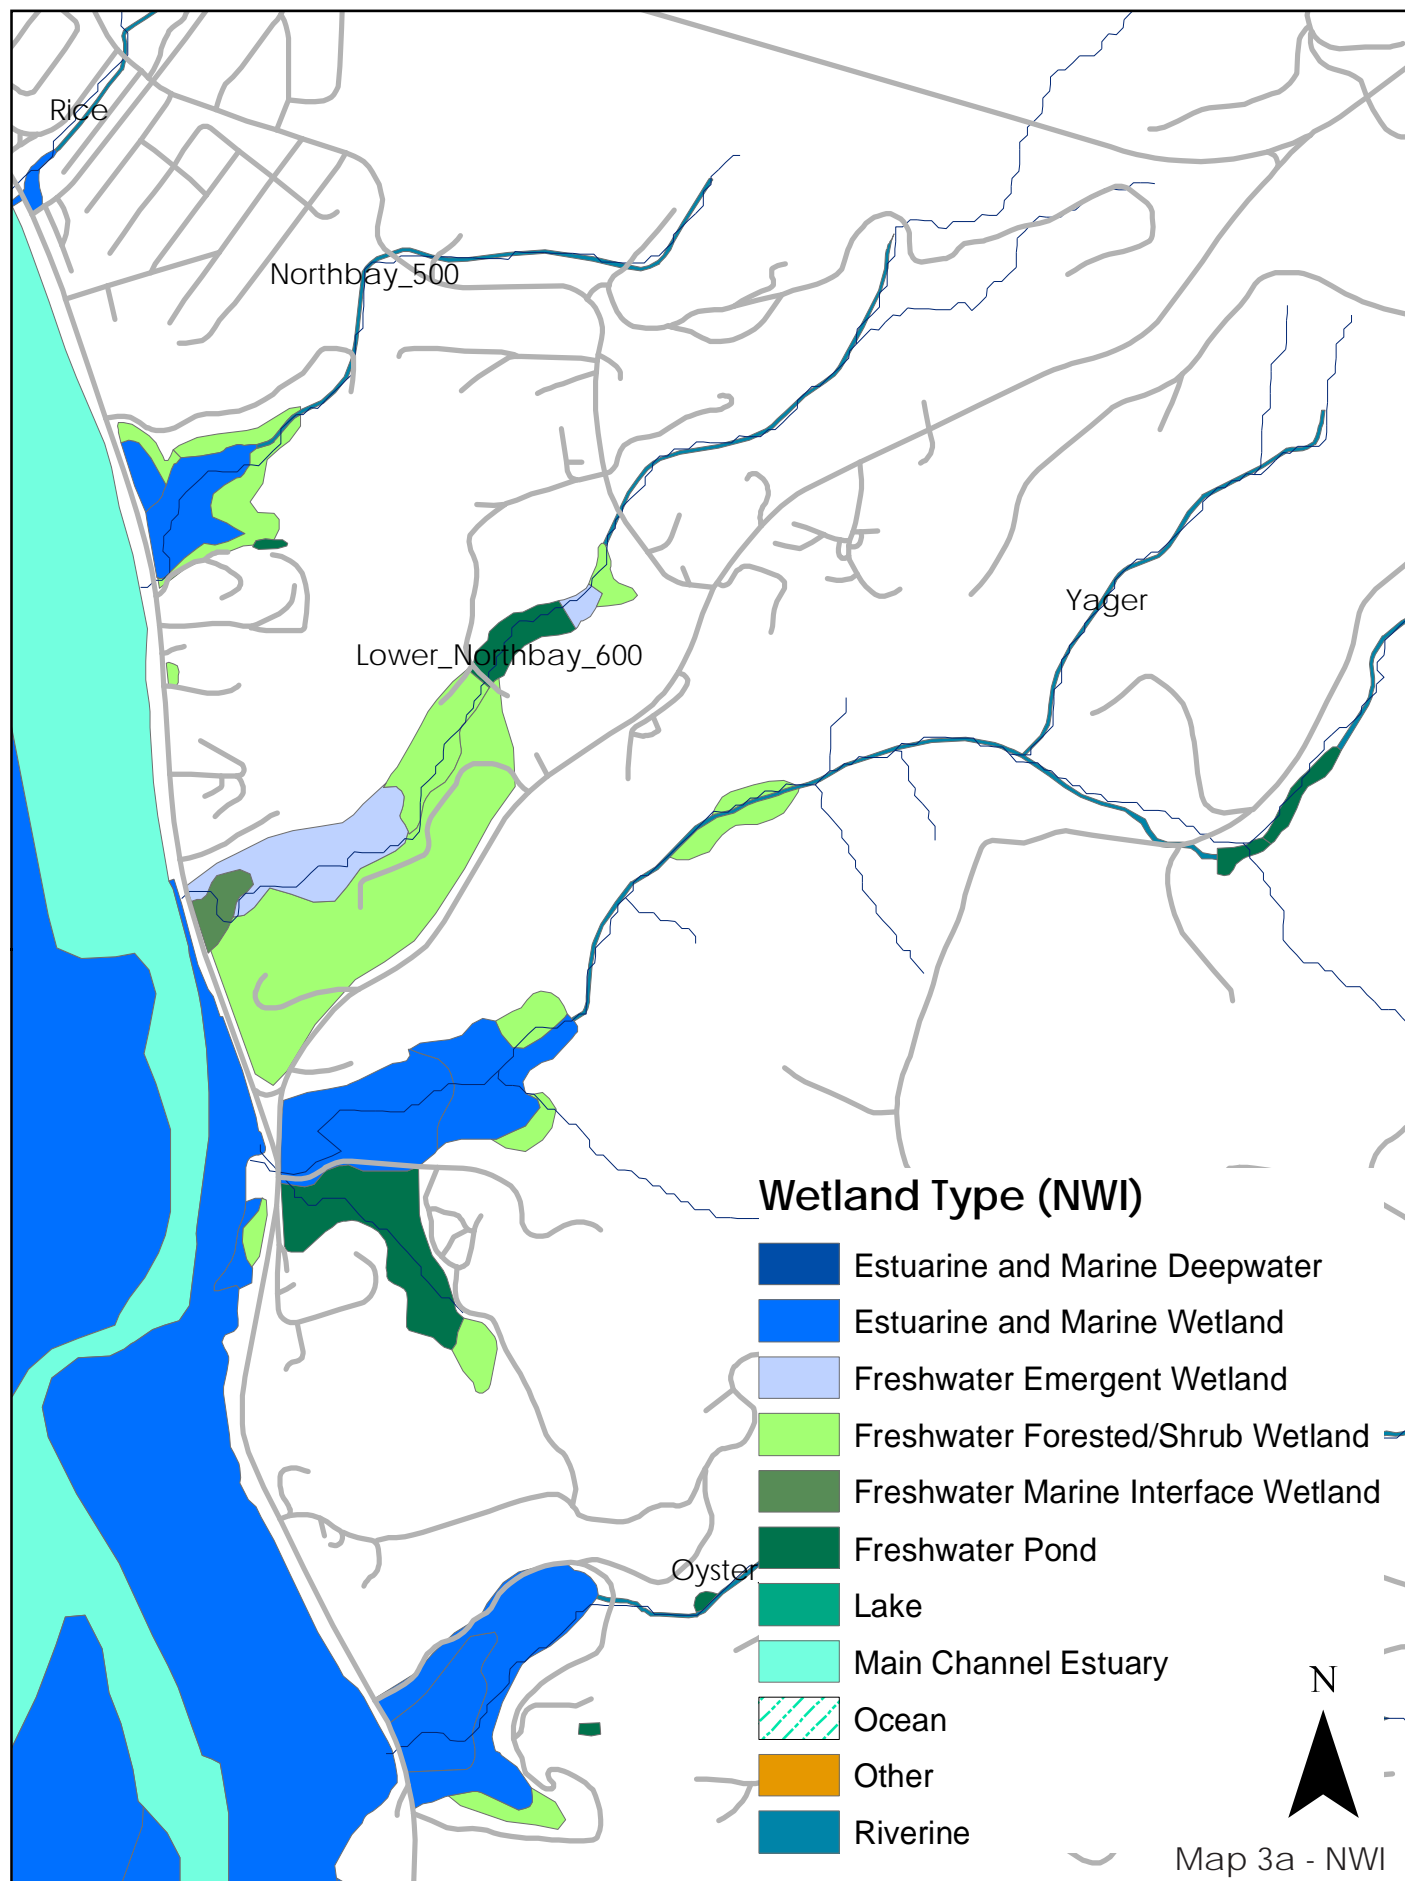 Rice
Northbay_500
Yager
Lower_Northbay_600
Wetland Type (NWI)
Estuarine and Marine Deepwater
Estuarine and Marine Wetland
Freshwater Emergent Wetland
Freshwater Forested/Shrub Wetland
Freshwater Marine Interface Wetland
Freshwater Pond
Oyster
Lake
Main Channel Estuary
Ocean
Other
Riverine
N
Map 3a - NWI